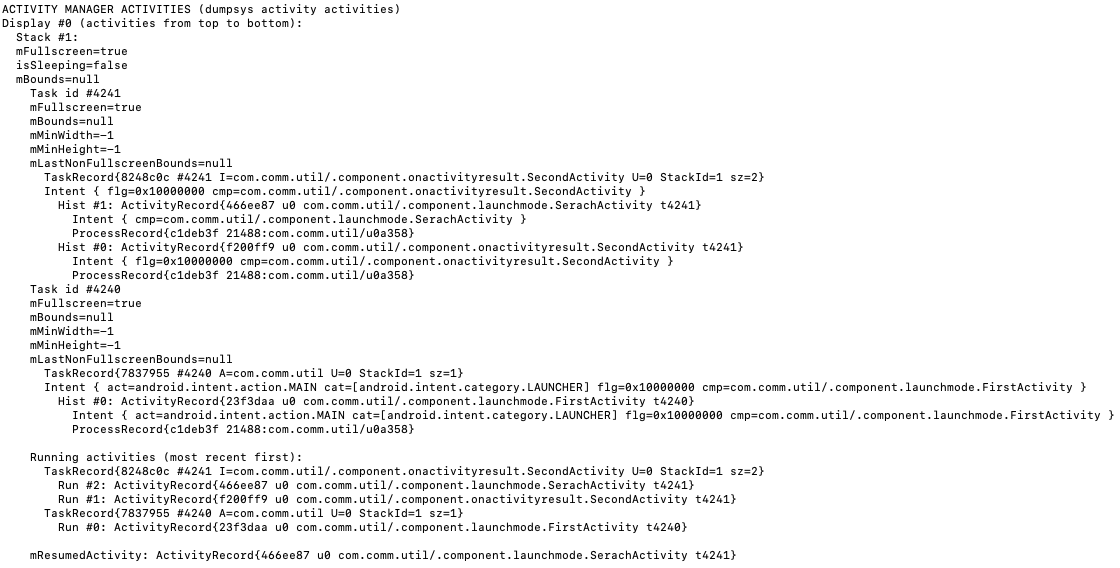 ACTIVITY MANAGER ACTIVITIES (dumpsys activity activities)
Display #0 (activities from top to bottom):
  Stack #1:
  mFullscreen=true
  isSleeping=false
  mBounds=null
    Task id #4241
    mFullscreen=true
    mBounds=null
    mMinWidth=-1
    mMinHeight=-1
    mLastNonFullscreenBounds=null
      TaskRecord{8248c0c #4241 I=com.comm.util/.component.onactivityresult.SecondActivity U=0 StackId=1 sz=2}
      Intent { flg=0x10000000 cmp=com.comm.util/.component.onactivityresult.SecondActivity }
        Hist #1: ActivityRecord{466ee87 u0 com.comm.util/.component.launchmode.SerachActivity t4241}
          Intent { cmp=com.comm.util/.component.launchmode.SerachActivity }
          ProcessRecord{c1deb3f 21488:com.comm.util/u0a358}
        Hist #0: ActivityRecord{f200ff9 u0 com.comm.util/.component.onactivityresult.SecondActivity t4241}
          Intent { flg=0x10000000 cmp=com.comm.util/.component.onactivityresult.SecondActivity }
          ProcessRecord{c1deb3f 21488:com.comm.util/u0a358}
    Task id #4240
    mFullscreen=true
    mBounds=null
    mMinWidth=-1
    mMinHeight=-1
    mLastNonFullscreenBounds=null
      TaskRecord{7837955 #4240 A=com.comm.util U=0 StackId=1 sz=1}
      Intent { act=android.intent.action.MAIN cat=[android.intent.category.LAUNCHER] flg=0x10000000 cmp=com.comm.util/.component.launchmode.FirstActivity }
        Hist #0: ActivityRecord{23f3daa u0 com.comm.util/.component.launchmode.FirstActivity t4240}
          Intent { act=android.intent.action.MAIN cat=[android.intent.category.LAUNCHER] flg=0x10000000 cmp=com.comm.util/.component.launchmode.FirstActivity }
          ProcessRecord{c1deb3f 21488:com.comm.util/u0a358}

    Running activities (most recent first):
      TaskRecord{8248c0c #4241 I=com.comm.util/.component.onactivityresult.SecondActivity U=0 StackId=1 sz=2}
        Run #2: ActivityRecord{466ee87 u0 com.comm.util/.component.launchmode.SerachActivity t4241}
        Run #1: ActivityRecord{f200ff9 u0 com.comm.util/.component.onactivityresult.SecondActivity t4241}
      TaskRecord{7837955 #4240 A=com.comm.util U=0 StackId=1 sz=1}
        Run #0: ActivityRecord{23f3daa u0 com.comm.util/.component.launchmode.FirstActivity t4240}

    mResumedActivity: ActivityRecord{466ee87 u0 com.comm.util/.component.launchmode.SerachActivity t4241}